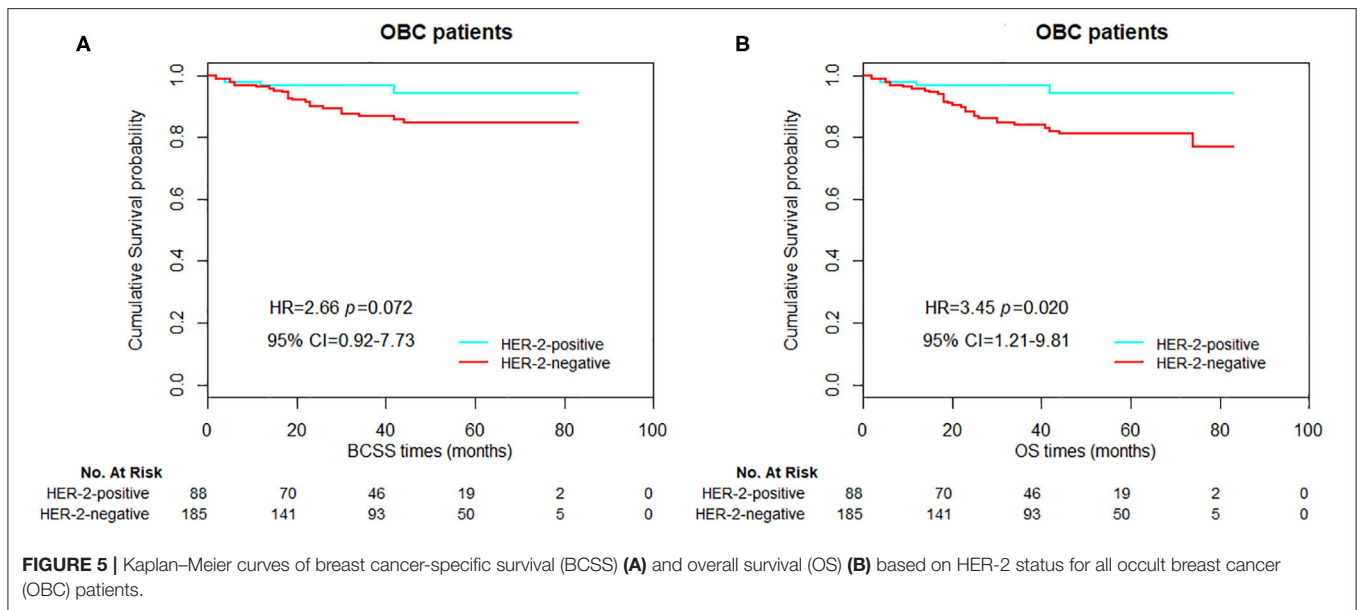 A
OBC patients
Cumulative Survival probability
1.0
0.8
0.6
0.4
0.2
0.0
HR=2.66 p=0.072
95% CI=0.92-7.73
HER-2-positive
HER-2-negative
0 20 40 60 80 100
BCSS times (months)
No. At Risk
HER-2-positive 88 70 46 19 2 0
HER-2-negative 185 141 93 50 5 0
B
OBC patients
Cumulative Survival probability
1.0
0.8
0.6
0.4
0.2
0.0
HR=3.45 p=0.020
95% CI=1.21-9.81
HER-2-positive
HER-2-negative
0 20 40 60 80 100
OS times (months)
No. At Risk
HER-2-positive 88 70 46 19 2 0
HER-2-negative 185 141 93 50 5 0
FIGURE 5 | Kaplan–Meier curves of breast cancer-specific survival (BCSS) (A) and overall survival (OS) (B) based on HER-2 status for all occult breast cancer
(OBC) patients.